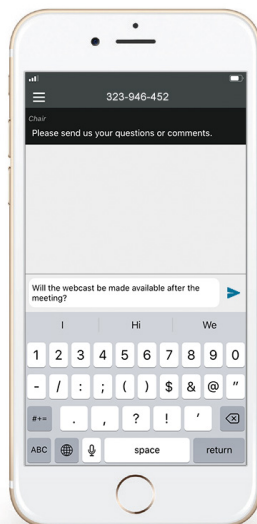 323-946-452
Chair
Please send us your questions or comments.
Will the webcast be made available after the
meeting?
I Hi We
1 2 3 4 5 6 7 8 9 0
- / : ; ( ) $ & @ "
#+= . , ? ! '
ABC space return